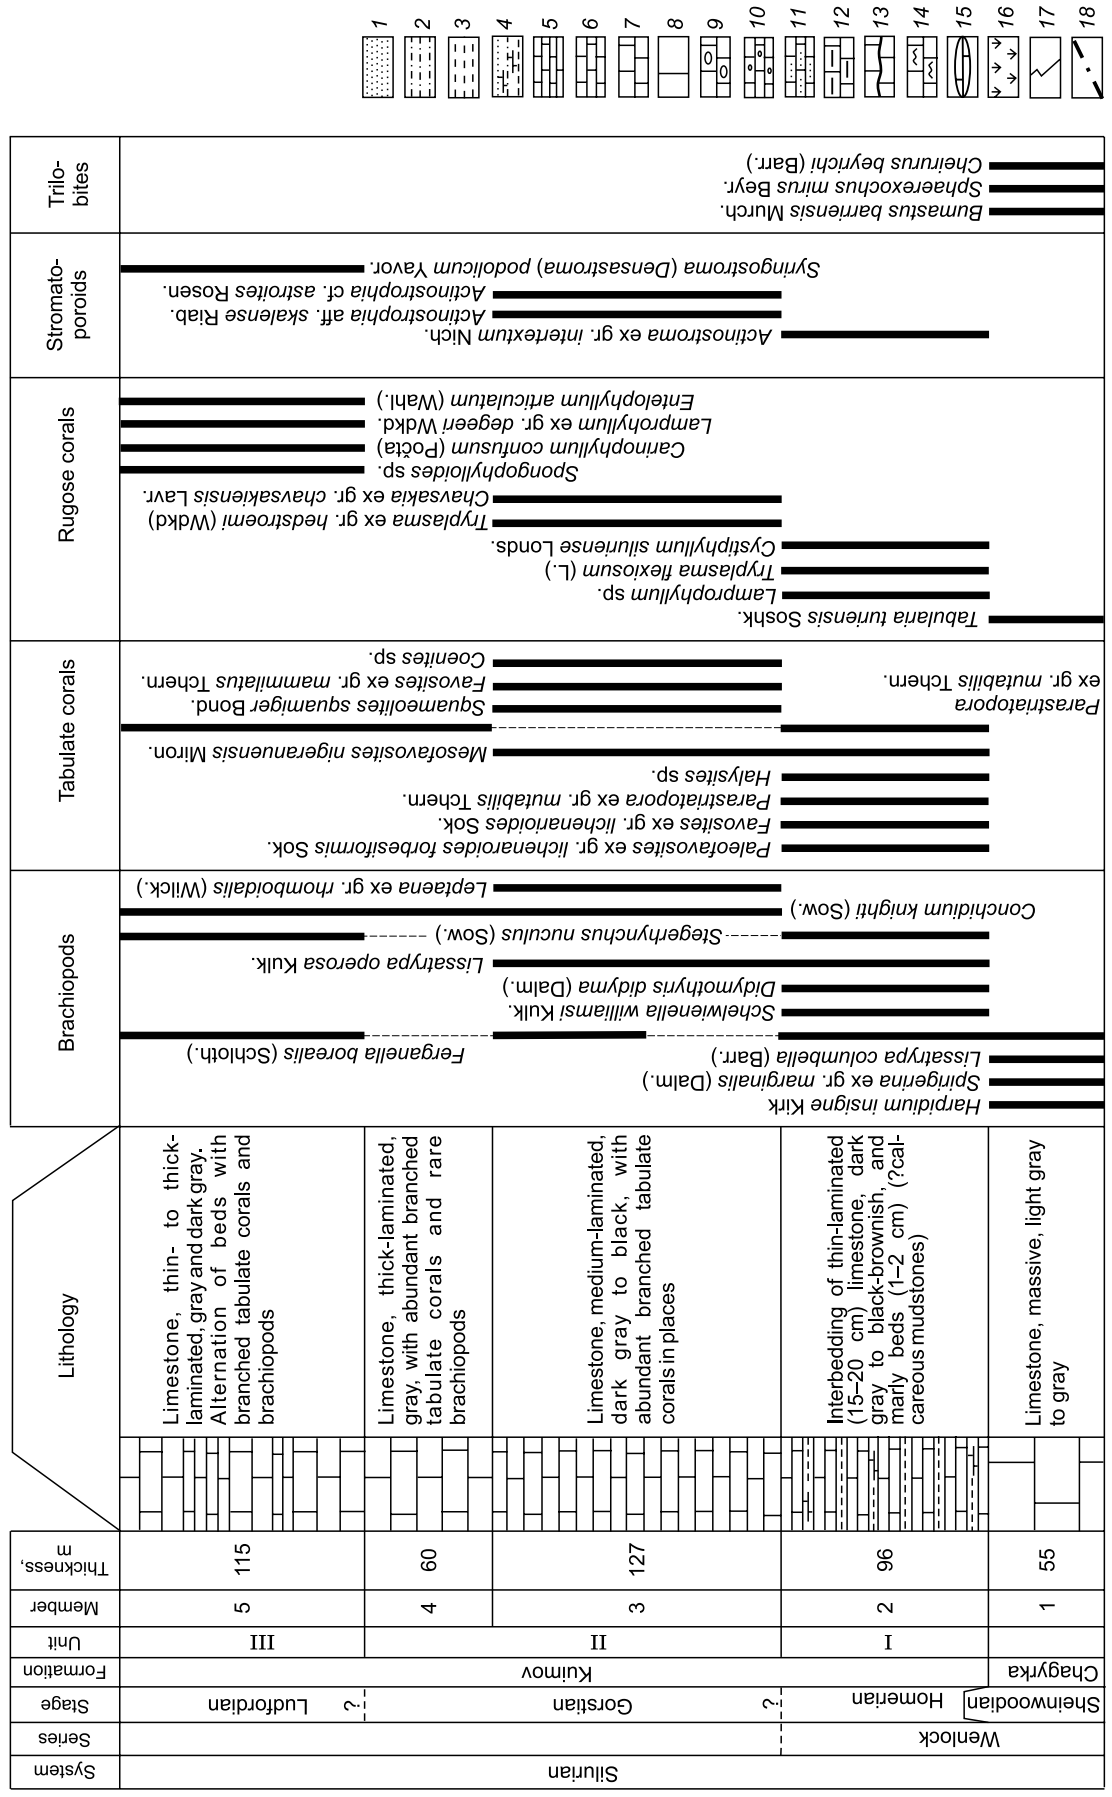 System
Silurian
Series
Wenlock
Stage
Ludfordian
?
Gorstian
?
Homerian
Sheinwoodian
Formation
Kuimov
Chagyrka
Unit
III
II
I
Member
5
4
3
2
1
Thickness,
m
115
60
127
96
55
Lithology
Limestone, thin- to thick-
laminated, gray and dark gray.
Alternation of beds with
branched tabulate corals and
brachiopods
Limestone, thick-laminated,
gray, with abundant branched
tabulate corals and rare
brachiopods
Limestone, medium-laminated,
dark gray to black, with
abundant branched tabulate
corals in places
Interbedding of thin-laminated
(15–20 cm) limestone, dark
gray to black-brownish, and
marly beds (1–2 cm) (?cal-
careous mudstones)
Limestone, massive, light gray
to gray
Brachiopods
Leptaena ex gr. rhomboidalis (Wilck.)
Conchidium knighti (Sow.)
Stegerhynchus nuculus (Sow.)
Lissatrypa operosa Kulk.
Didymothyris didyma (Dalm.)
Schelwienella williamsi Kulk.
Ferganella borealis (Schloth.)
Lissatrypa columbella (Barr.)
Spirigerina ex gr. marginalis (Dalm.)
Harpidium insigne Kirk
Tabulate corals
Coenites sp.
Favosites ex gr. mammilatus Tchern.
Squameolites squamiger Bond.
Parastriatopora
ex gr. mutabilis Tchern.
Mesofavosites nigeranuensis Miron.
Halysites sp.
Parastriatopora ex gr. mutabilis Tchern.
Favosites ex gr. lichenarioides Sok.
Paleofavosites ex gr. lichenaroides forbesiformis Sok.
Rugose corals
Entelophyllum articulatum (Wahl.)
Lamprohyllum ex gr. degeeri Wdkd.
Carinophyllum confusum (Počta)
Spongophylloides sp.
Chavsakia ex gr. chavsakiensis Lavr.
Tryplasma ex gr. hedstroemi (Wdkd)
Cystiphyllum siluriense Londs.
Tryplasma flexiosum (L.)
Lamprophyllum sp.
Tabularia turiensis Soshk.
Stromato-
poroids
Syringostroma (Densastroma) podolicum Yavor.
Actinostrophia cf. astroites Rosen.
Actinostrophia aff. skalense Riab.
Actinostroma ex gr. intertextum Nich.
Trilo-
bites
Cheirurus beyrichi (Barr.)
Sphaerexochus mirus Beyr.
Bumastus barriensis Murch.
1
2
3
4
5
6
7
8
9
10
11
12
13
14
15
16
17
18